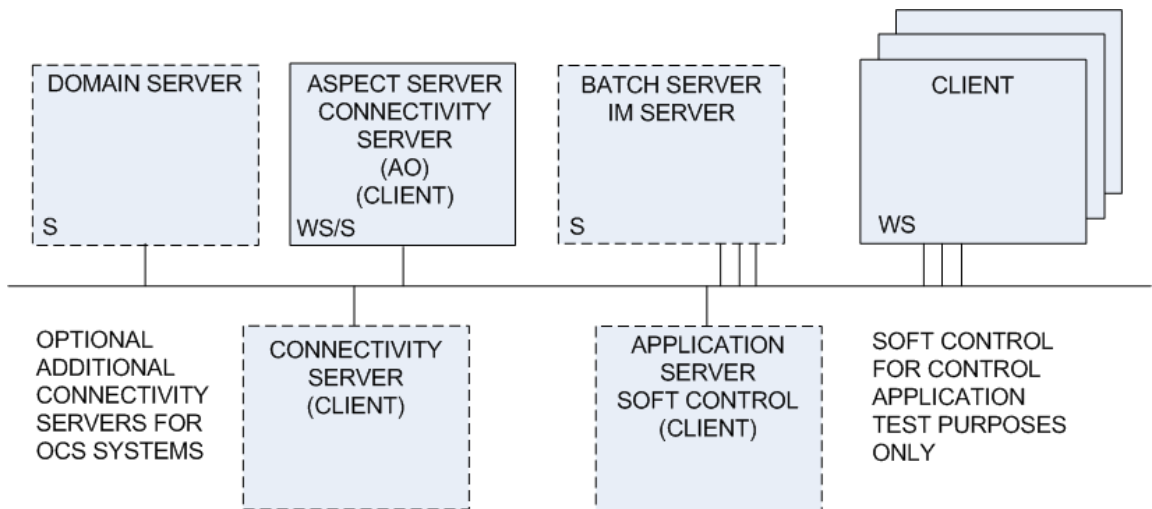 DOMAIN SERVER
S
ASPECT SERVER
CONNECTIVITY
SERVER
(AO)
(CLIENT)
WS/S
BATCH SERVER
IM SERVER
S
CLIENT
WS
OPTIONAL
ADDITIONAL
CONNECTIVITY
SERVERS FOR
OCS SYSTEMS
CONNECTIVITY
SERVER
(CLIENT)
APPLICATION
SERVER
SOFT CONTROL
(CLIENT)
SOFT CONTROL
FOR CONTROL
APPLICATION
TEST PURPOSES
ONLY